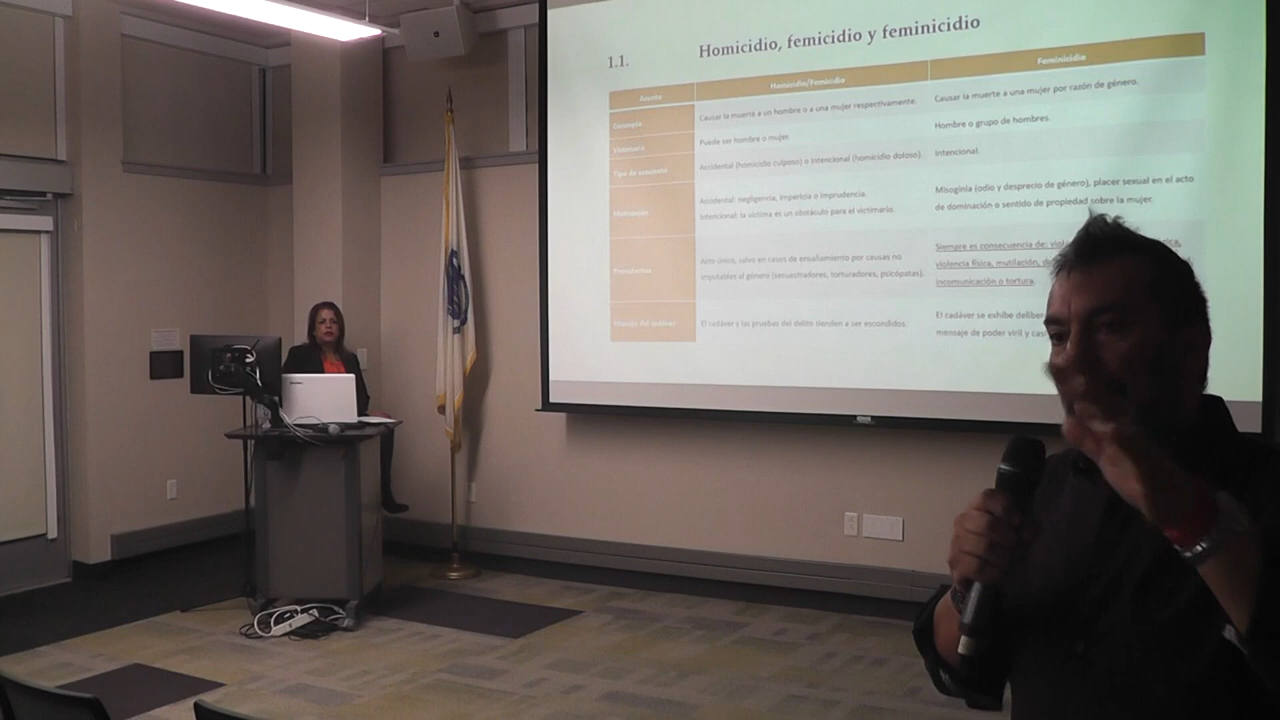 1.1.
Homicidio, femicidio y feminicidio
Asunto
Homicidio/Femicidio
Feminicidio
Concepto
Causar la muerte a un hombre o a una mujer respectivamente.
Causar la muerte a una mujer por razón de género.
Victimario
Puede ser hombre o mujer.
Hombre o grupo de hombres.
Tipo de
Accidental (homicidio culposo) o intencional (homicidio doloso).
Intencional.
Motivación
Accidental: negligencia, impericia o imprudencia.
Intencional: la víctima es un obstáculo para el victimario.
Misoginia (odio y desprecio de género), placer sexual en el acto
de dominación o sentido de propiedad sobre la mujer.
Acto único, salvo en casos de ensañamiento por causas no
imputables al género (secuestradores, torturadores, psicópatas).
Siempre es consecuencia de:
violencia física, mutilación,
incomunicación o tortura.
Manejo del cadáver
El cadáver y las pruebas del delito tienden a ser escondidos.
El cadáver se exhibe
mensaje de poder viril y